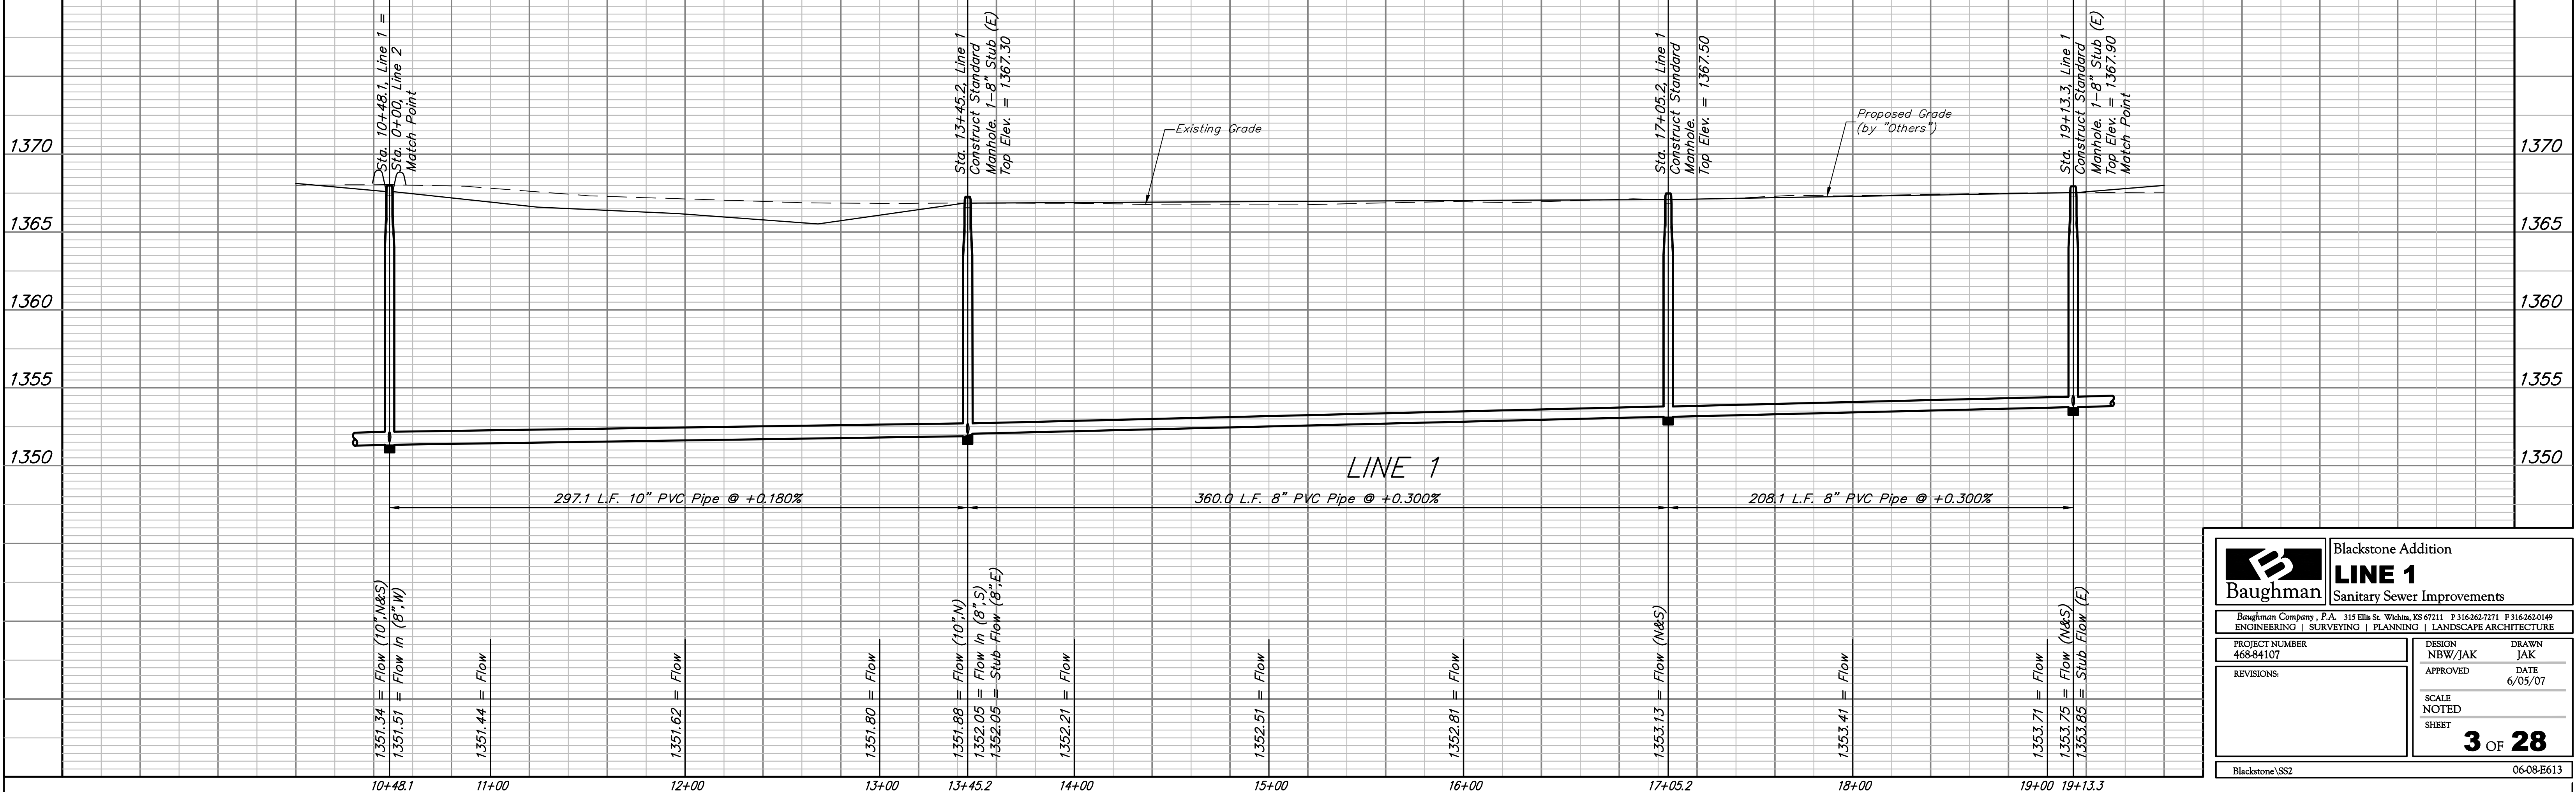 Sta. 10+48.1, Line 1 =
Sta. 0+00, Line 2
Match Point
Sta. 13+45.2, Line 1
Construct Standard
Manhole. 1-8" Stub (E)
Top Elev. = 1367.30
Sta. 17+05.2, Line 1
Construct Standard
Manhole.
Top Elev. = 1367.50
Sta. 19+13.3, Line 1
Construct Standard
Manhole. 1-8" Stub (E)
Top Elev. = 1367.90
Match Point
Existing Grade
Proposed Grade
(by "Others")
1370
1370
1365
1365
1360
1360
1355
1355
1350
1350
LINE 1
297.1 L.F. 10" PVC Pipe @ +0.180%
360.0 L.F. 8" PVC Pipe @ +0.300%
208.1 L.F. 8" PVC Pipe @ +0.300%
1351.34 = Flow (10",N&S)
1351.51 = Flow In (8",W)
1351.44 = Flow
1351.62 = Flow
1351.80 = Flow
1351.88 = Flow (10",N)
1352.05 = Flow In (8",S)
1352.05 = Stub Flow (8",E)
1352.21 = Flow
1352.51 = Flow
1352.81 = Flow
1353.13 = Flow (N&S)
1353.41 = Flow
1353.71 = Flow
1353.75 = Flow (N&S)
1353.85 = Stub Flow (E)
10+48.1
11+00
12+00
13+00
13+45.2
14+00
15+00
16+00
17+05.2
18+00
19+00
19+13.3
Baughman
Blackstone Addition
LINE 1
Sanitary Sewer Improvements
Baughman Company, P.A. 315 Ellis St. Wichita, KS 67211 P 316-262-7271 F 316-262-0149
ENGINEERING | SURVEYING | PLANNING | LANDSCAPE ARCHITECTURE
PROJECT NUMBER
468-84107
REVISIONS:
DESIGN
NBW/JAK
DRAWN
JAK
APPROVED
DATE
6/05/07
SCALE
NOTED
SHEET
3 OF 28
Blackstone\SS2
06-08-E613